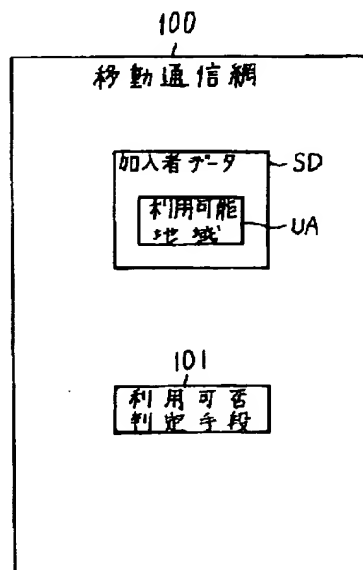 100
移動通信網
加入者データ
SD
利用可能
地域
UA
101
利用可否
判定手段